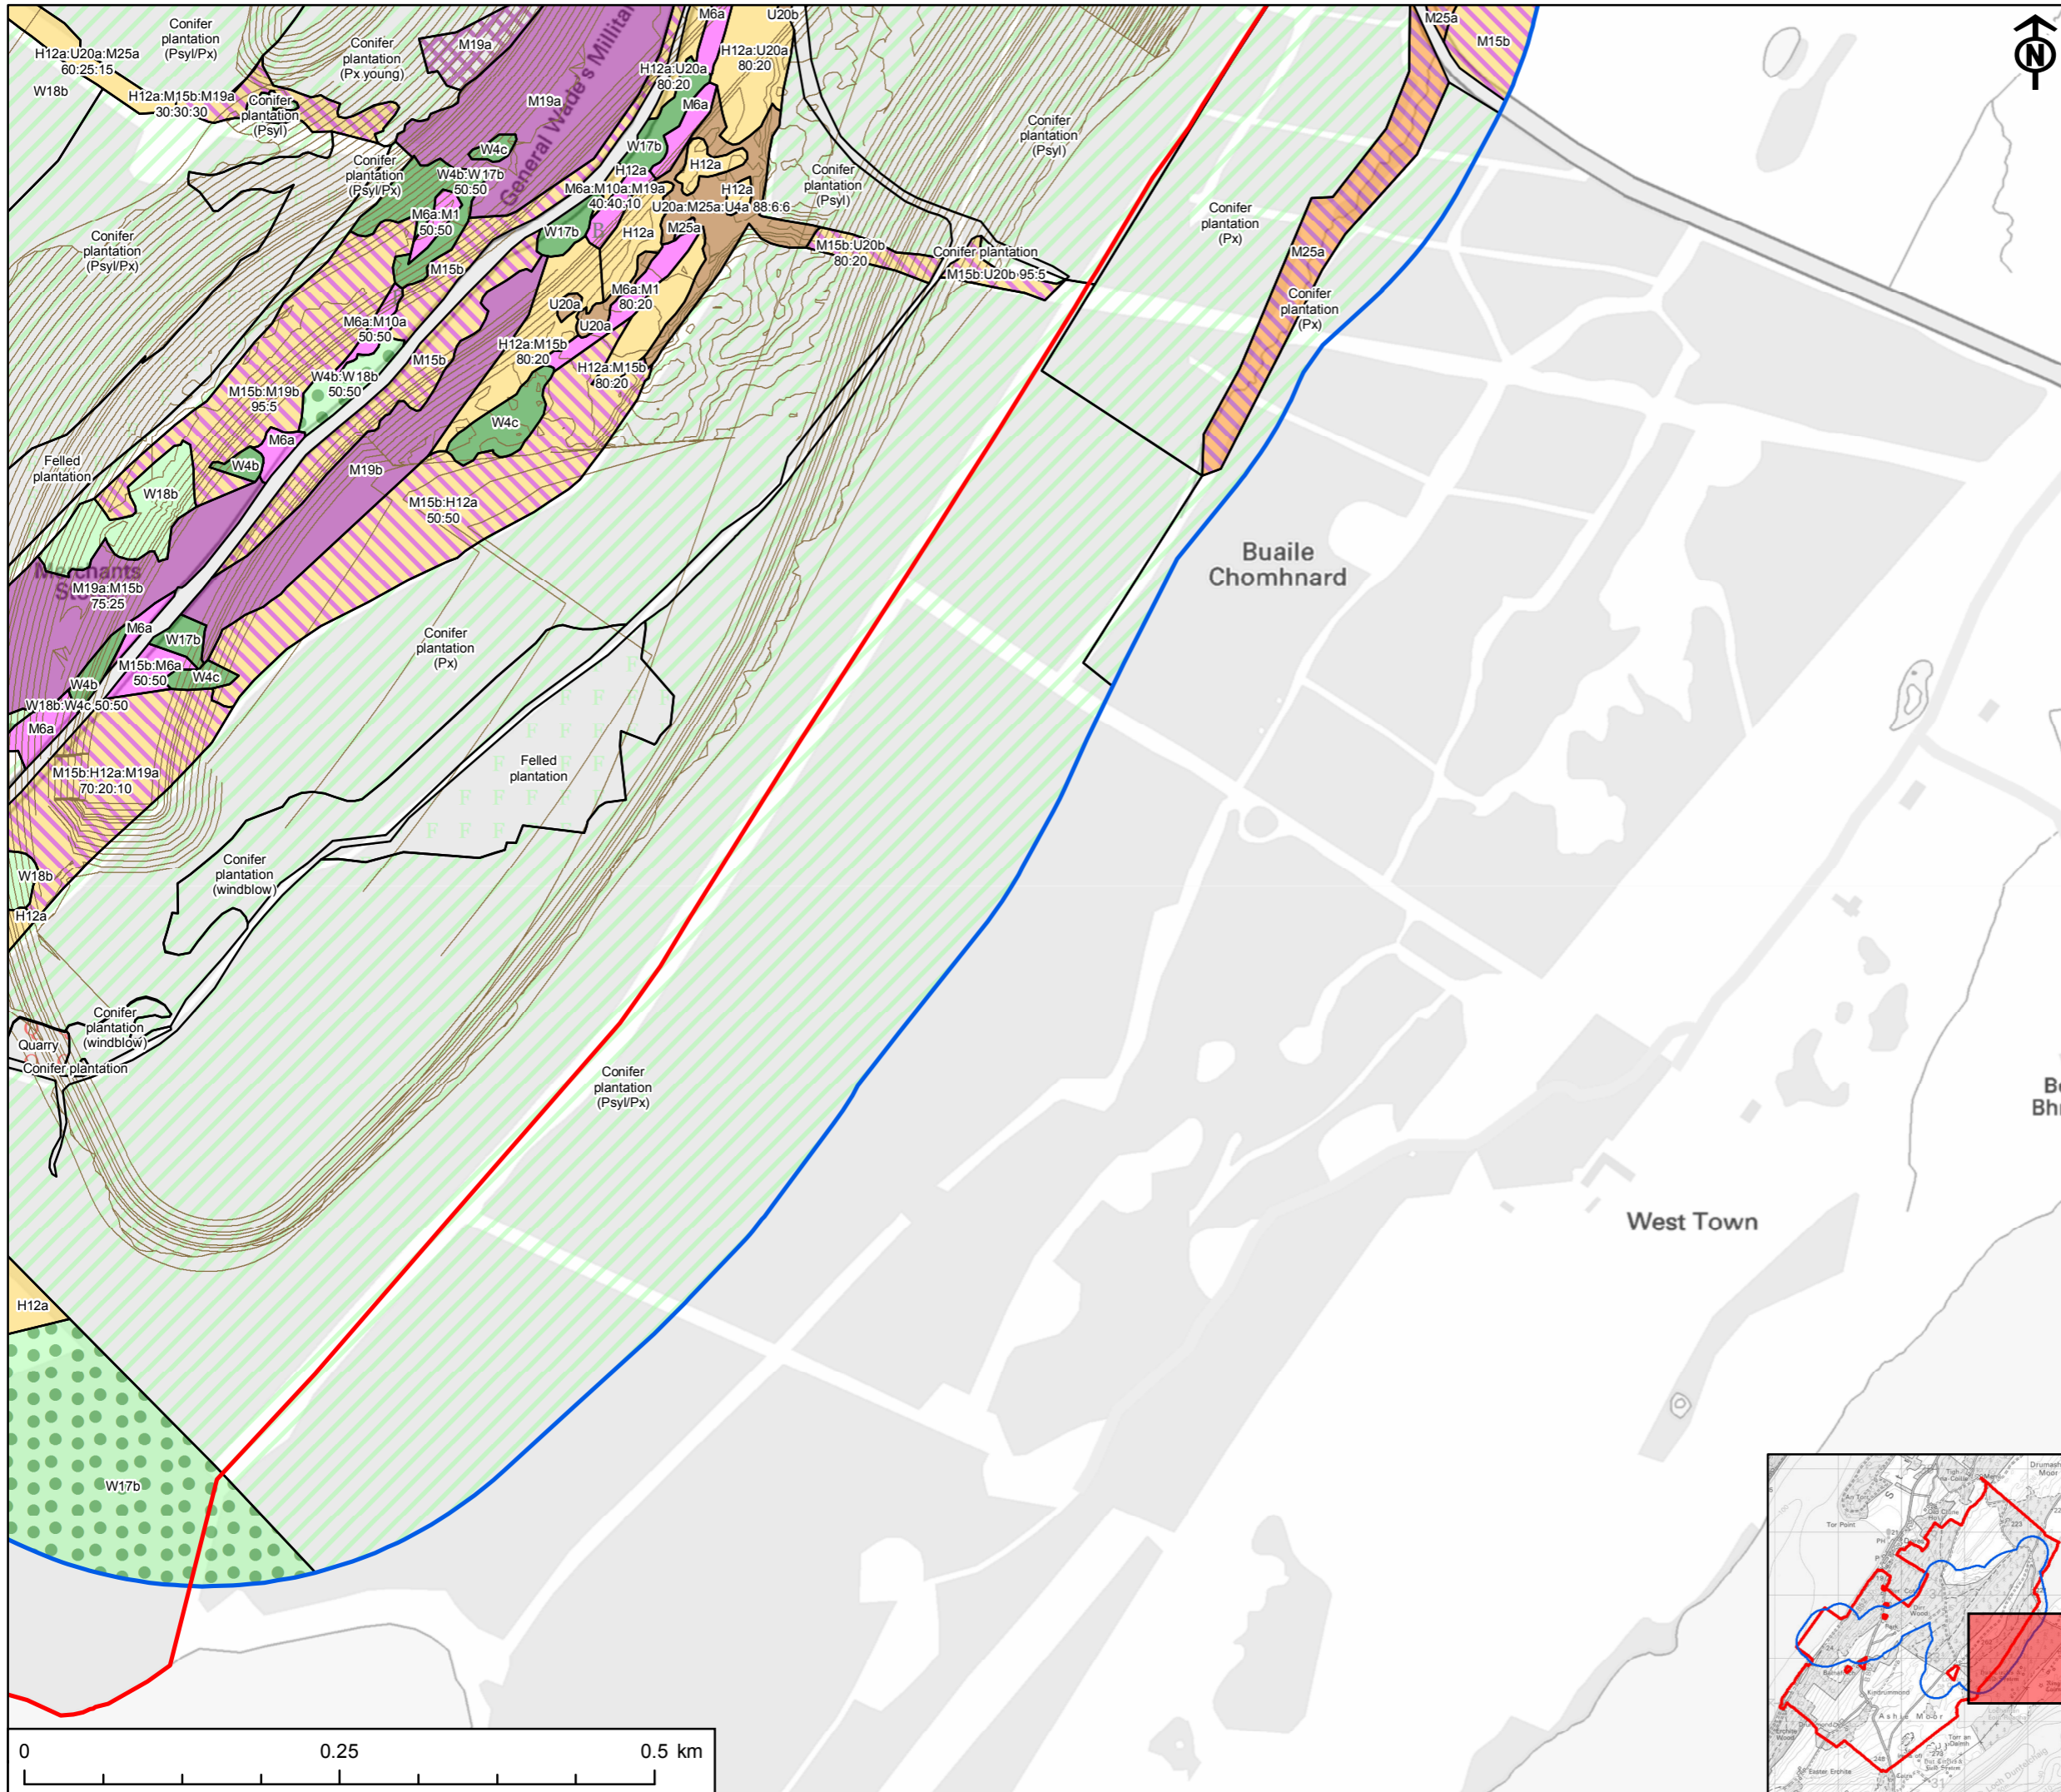 Conifer
plantation
(Psyl/Px)
H12a:U20a:M25a
60:25:15
W18b
H12a:M15b:M19a
30:30:30
Conifer
plantation
(Psyl)
Conifer
plantation
(Px young)
M19a
M19a
General Wade's Militar
M6a
U20b
H12a:U20a
80:20
H12a:U20a
80:20
M6a
M25a
M15b
N
Conifer
plantation
(Psyl/Px)
W4c
W4b:W17b
50:50
W17b
H12a
H12a
M6a:M10a:M19a
40:40:10
H12a
U20a:M25a:U4a 88:6:6
Conifer
plantation
(Psyl)
Conifer
plantation
(Psyl)
Conifer
plantation
(Px)
M6a:M1
50:50
W17b
B
H12a
M25a
Conifer
plantation
(Psyl/Px)
M15b
M15b:U20b
80:20
Conifer plantation
M15b:U20b 95:5
M25a
Conifer
plantation
(Px)
M6a:M1
80:20
U20a
U20a
M6a:M10a
50:50
M15b
H12a:M15b
80:20
H12a:M15b
80:20
W4b:W18b
50:50
M15b:M19b
95:5
W4c
M6a
W4b
M19b
Felled
plantation
W18b
M15b:H12a
50:50
Buaile
Chomhnard
Merchants
M19a:M15b
75:25
M6a
W17b
Conifer
plantation
(Px)
M15b:M6a
50:50
W4c
W4b
W18b:W4c 50:50
M6a
F F
F F
F F
Felled
plantation
F F F F
F F F F
M15b:H12a:M19a
70:20:10
W18b
Conifer
plantation
(windblow)
H12a
Conifer
plantation
(windblow)
Quarry
Conifer plantation
Conifer
plantation
(Psyl/Px)
Bhr
West Town
H12a
W17b
Tor Point
Moor
Wood
Kindrummond
Ashie Moor
0
0.25
0.5 km